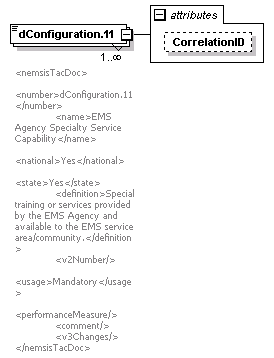 attributes
dConfiguration.11
CorrelationID
1..∞
<nemsisTacDoc>
<number>dConfiguration.11
</number>
<name>EMS
Agency Specialty Service
Capability</name>
<national>Yes</national>
<state>Yes</state>
<definition>Special
training or services provided
by the EMS Agency and
available to the EMS service
area/community.</definition
>
<v2Number/>
<usage>Mandatory</usage
>
<performanceMeasure/>
<comment/>
<v3Changes/>
</nemsisTacDoc>